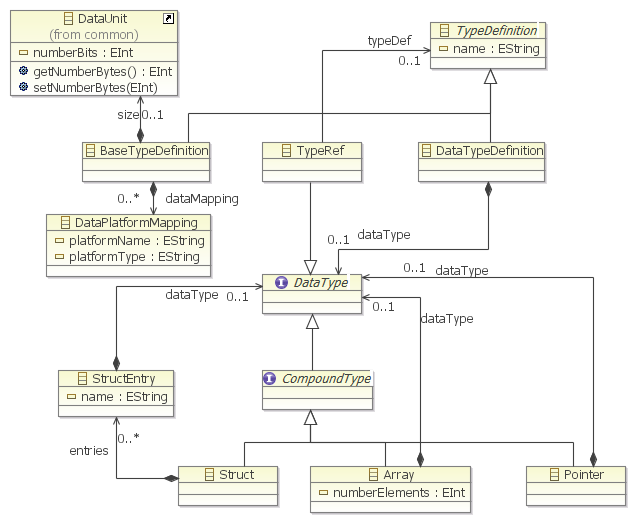 DataUnit
(from common)
numberBits : EInt
getNumberBytes() : EInt
setNumberBytes(EInt)
TypeDefinition
name : EString
typeDef
0..1
size 0..1
BaseTypeDefinition
TypeRef
DataTypeDefinition
0..*
dataMapping
DataPlatformMapping
platformName : EString
platformType : EString
0..1
dataType
DataType
0..1
dataType
dataType
0..1
0..1
dataType
StructEntry
name : EString
CompoundType
0..*
entries
Struct
Array
numberElements : EInt
Pointer